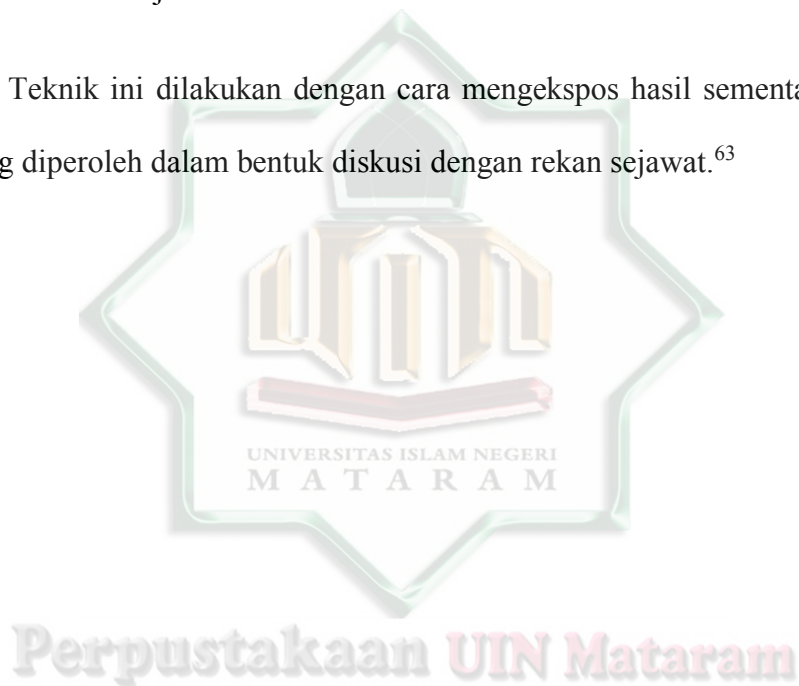 Teknik ini dilakukan dengan cara mengekspos hasil
diperoleh dalam bentuk diskusi dengan rekan sejawat.⁶³
UNIVERSITAS ISLAM NEGERI
MATARAM
Perpustakaan UIN Mataram